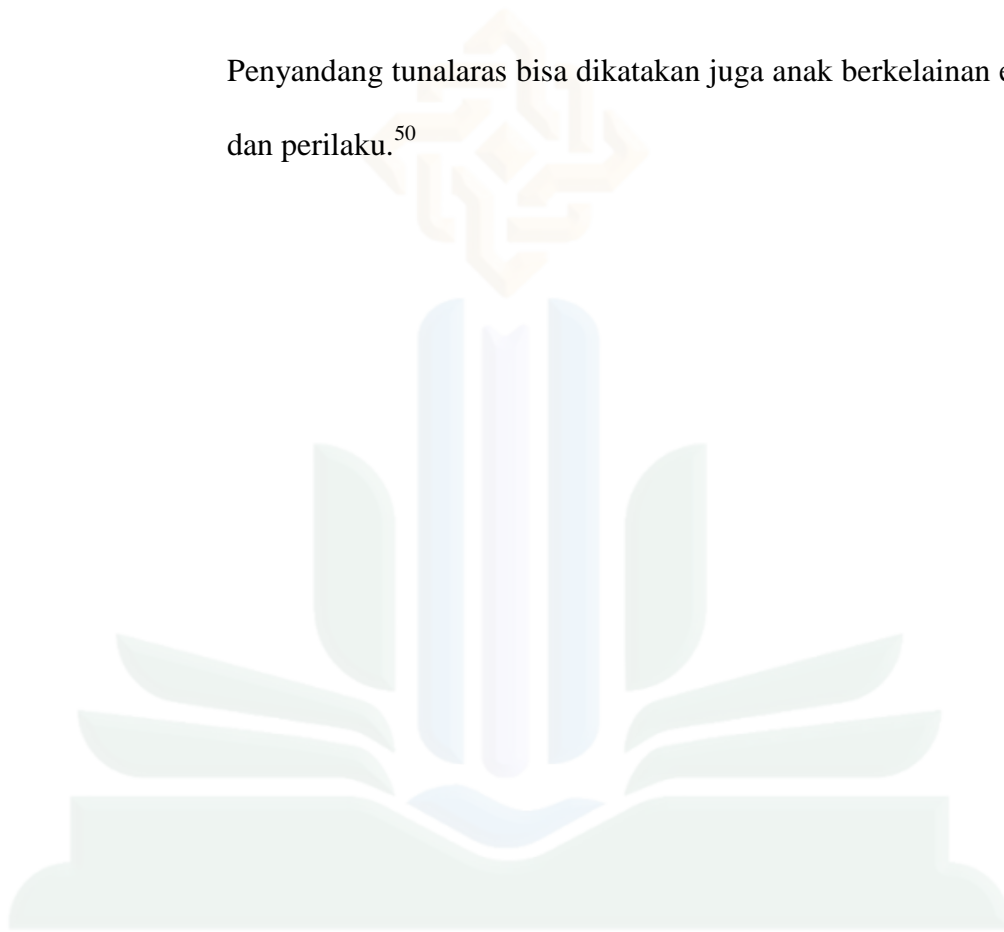 Penyandang tunalaras bisa dikatakan juga anak berkelainan
dan perilaku.50